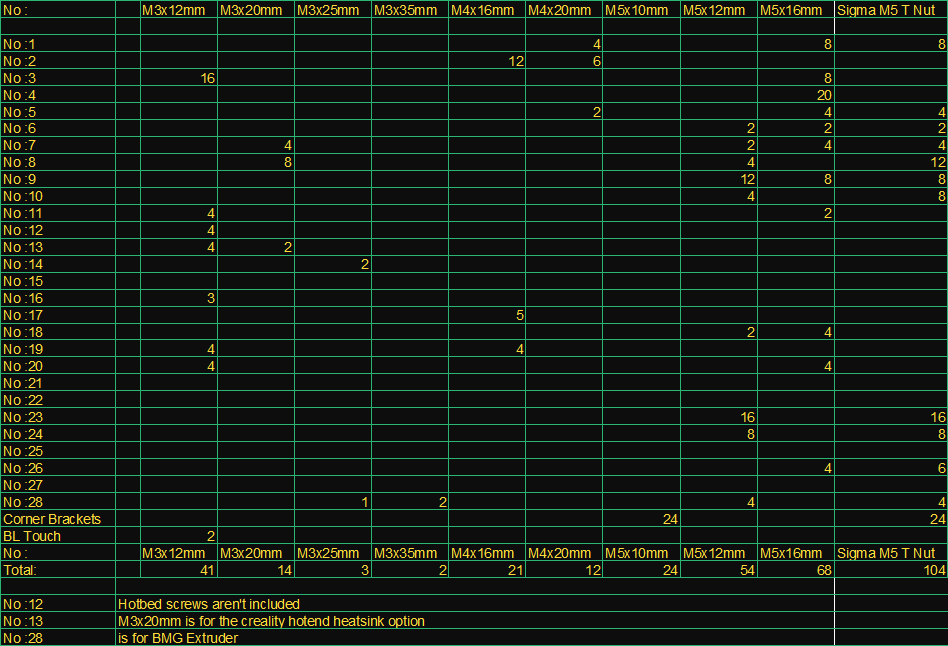 No : M3x12mm M3x20mm M3x25mm M3x35mm M4x16mm M4x20mm M5x10mm M5x12mm M5x16mm Sigma M5 T Nut
No :1 4 8 8
No :2 12 6
No :3 16 8
No :4 20
No :5 2 4 4
No :6 2 2 2
No :7 4 2 4 4
No :8 8 4 12
No :9 12 8 8
No :10 4 8
No :11 4 2
No :12 4
No :13 4 2
No :14 2
No :15
No :16 3
No :17 5
No :18 2 4
No :19 4 4
No :20 4 4
No :21
No :22
No :23 16 16
No :24 8 8
No :25
No :26 4 6
No :27
No :28 1 2 4 4
Corner Brackets 24 24
BL Touch 2
No : M3x12mm M3x20mm M3x25mm M3x35mm M4x16mm M4x20mm M5x10mm M5x12mm M5x16mm Sigma M5 T Nut
Total: 41 14 3 2 21 12 24 54 68 104
No :12 Hotbed screws aren't included
No :13 M3x20mm is for the creality hotend heatsink option
No :28 is for BMG Extruder